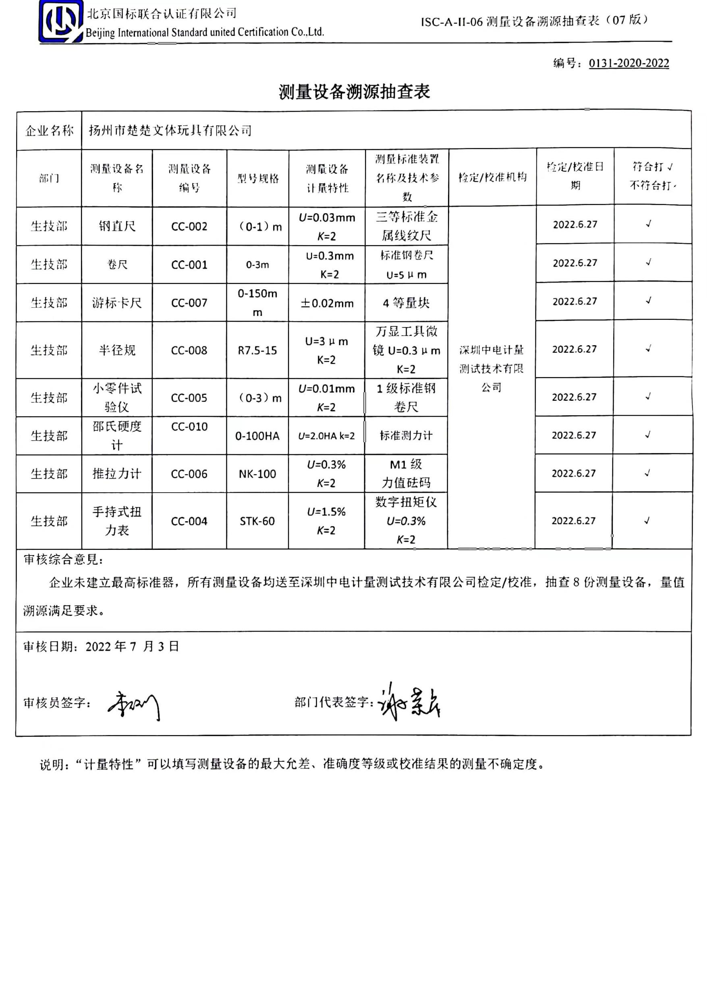 北京国标联合认证有限公司
Beijing International Standard united Certification Co.,Ltd.
ISC-A-II-06 测量设备溯源抽查表（07 版）
编号：0131-2020-2022
测量设备溯源抽查表
企业名称 扬州市楚楚文体玩具有限公司
部门
测量设备名
称
测量设备
编号
型号规格
测量设备
计量特性
测量标准装置
名称及技术参
数
检定/校准机构
检定/校准日
期
符合打 √
不符合打
生技部
钢直尺
CC-002
（0-1）m
U=0.03mm
K=2
三等标准金
属线纹尺
深圳中电计量
测试技术有限
公司
2022.6.27
√
生技部
卷尺
CC-001
0-3m
U=0.3mm
K=2
标准钢卷尺
U=5 μ m
2022.6.27
√
生技部
游标卡尺
CC-007
0-150m
m
±0.02mm
4 等量块
2022.6.27
√
生技部
半径规
CC-008
R7.5-15
U=3 μ m
K=2
万显工具微
镜 U=0.3 μ m
K=2
2022.6.27
√
生技部
小零件试
验仪
CC-005
（0-3）m
U=0.01mm
K=2
1 级标准钢
卷尺
2022.6.27
√
生技部
邵氏硬度
计
CC-010
0-100HA
U=2.0HA k=2
标准测力计
2022.6.27
√
生技部
推拉力计
CC-006
NK-100
U=0.3%
K=2
M1 级
力值砝码
2022.6.27
√
生技部
手持式扭
力表
CC-004
STK-60
U=1.5%
K=2
数字扭矩仪
U=0.3%
K=2
2022.6.27
√
审核综合意见：
企业未建立最高标准器，所有测量设备均送至深圳中电计量测试技术有限公司检定/校准，抽查 8 份测量设备，量值
溯源满足要求。
审核日期：2022 年 7 月 3 日
审核员签字：
部门代表签字：
说明：“计量特性”可以填写测量设备的最大允差、准确度等级或校准结果的测量不确定度。